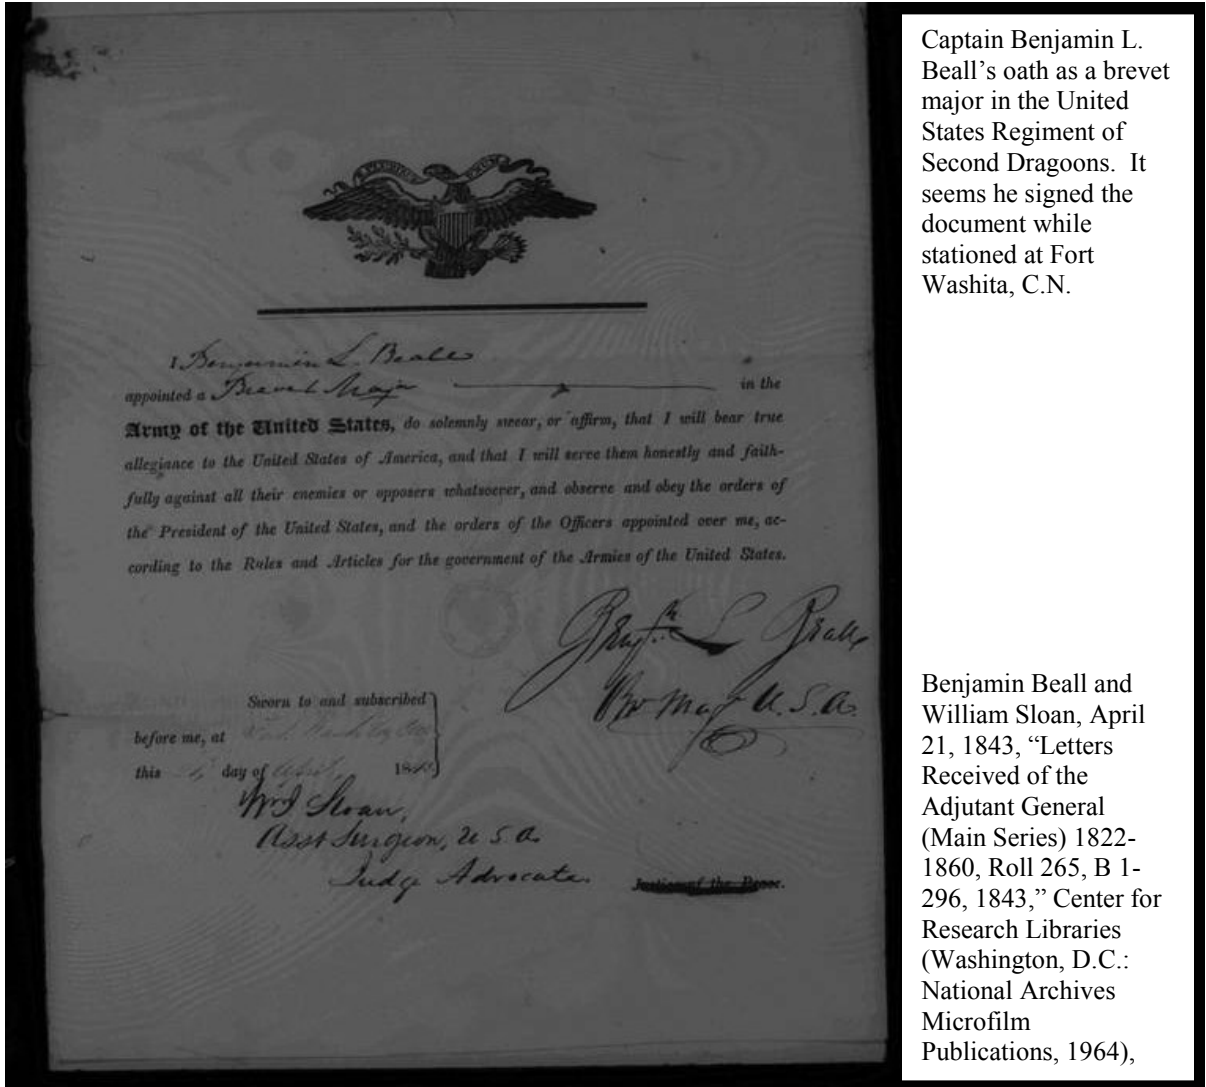 I Benjamin L. Beall
appointed a Brevet Major in the
Army of the United States, do solemnly swear, or affirm, that I will bear true
allegiance to the United States of America, and that I will serve them honestly and faith-
fully against all their enemies or opposers whatsoever, and observe and obey the orders of
the President of the United States, and the orders of the Officers appointed over me, ac-
cording to the Rules and Articles for the government of the Armies of the United States.
Benjn. L Beall
Bv Maj U.S.A.
Sworn to and subscribed
before me, at
this day of April, 184
Wm J Sloan,
Asst Surgeon, U S A
Judge Advocate.
Justice of the Peace.
Captain Benjamin L.
Beall’s oath as a brevet
major in the United
States Regiment of
Second Dragoons. It
seems he signed the
document while
stationed at Fort
Washita, C.N.
Benjamin Beall and
William Sloan, April
21, 1843, “Letters
Received of the
Adjutant General
(Main Series) 1822-
1860, Roll 265, B 1-
296, 1843,” Center for
Research Libraries
(Washington, D.C.:
National Archives
Microfilm
Publications, 1964),